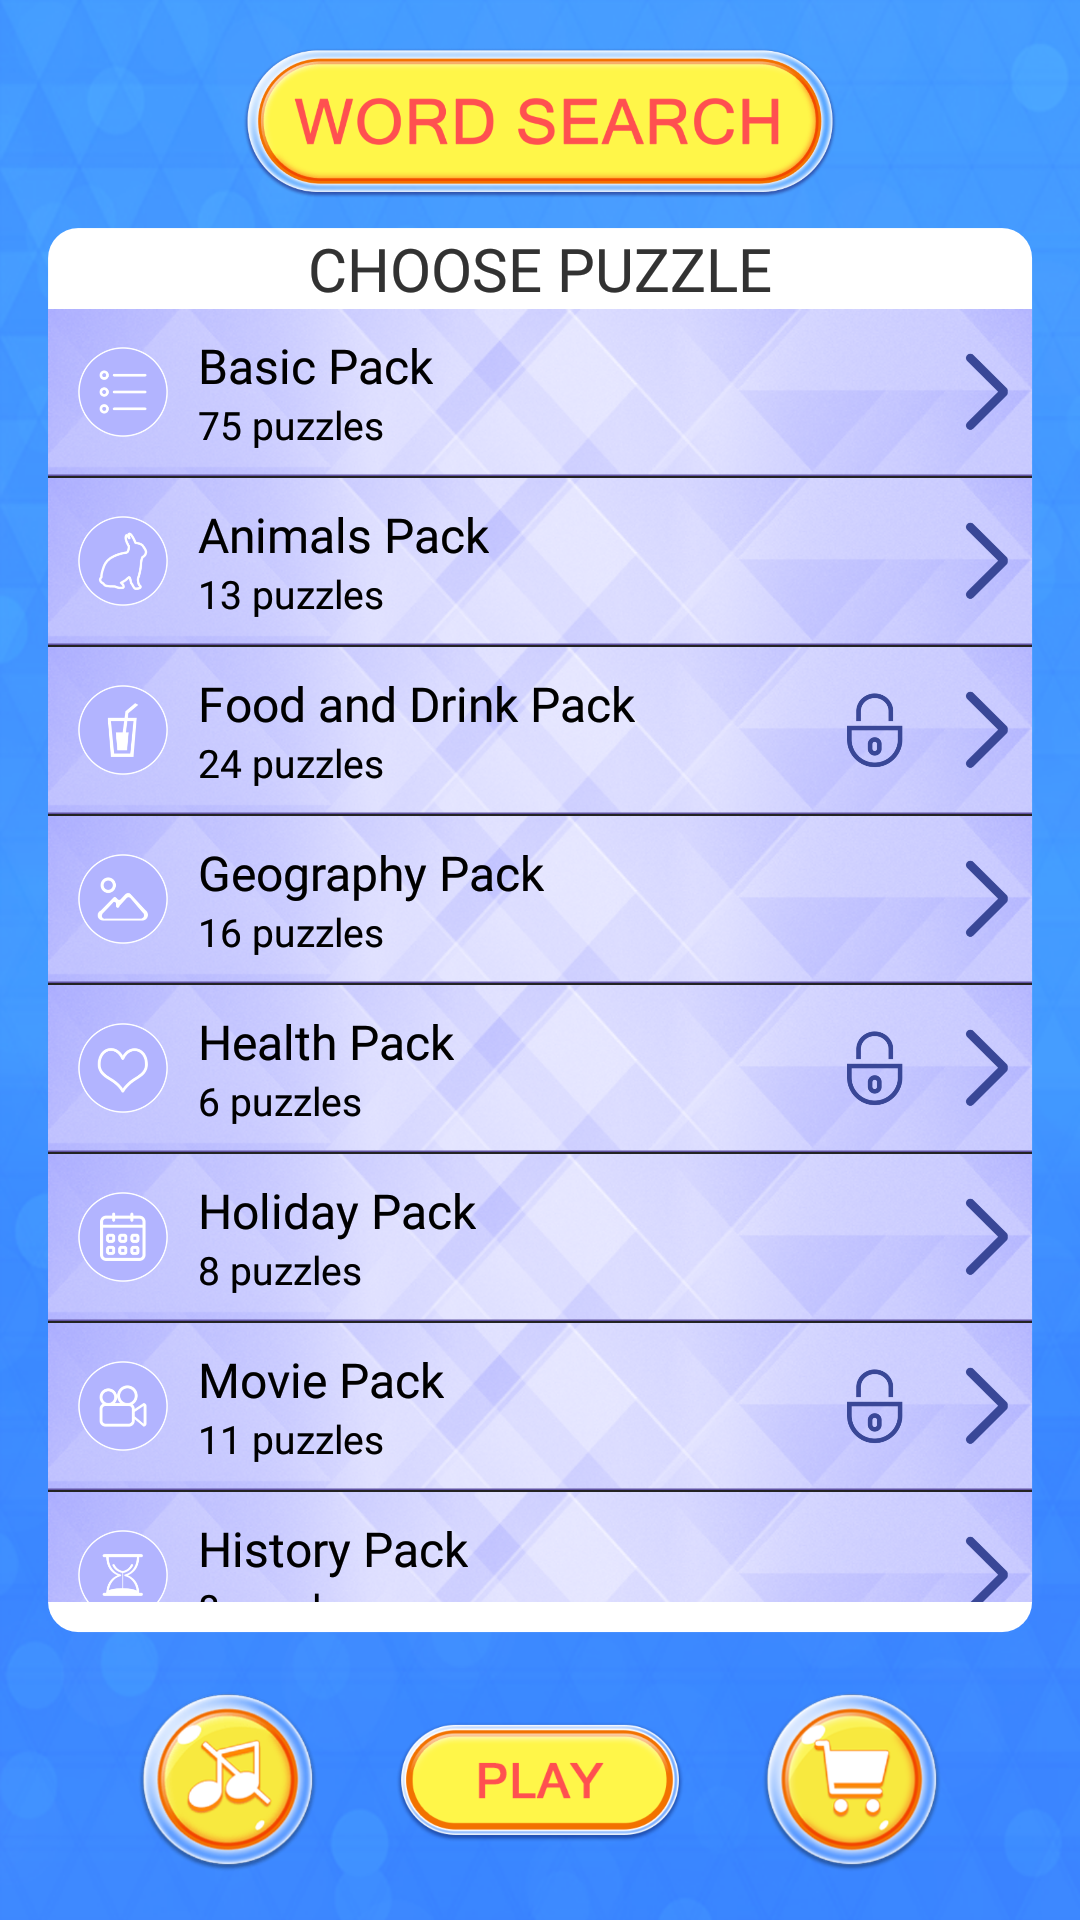 WORD SEARCH
CHOOSE PUZZLE
Basic Pack
75 puzzles
Animals Pack
13 puzzles
Food and Drink Pack
24 puzzles
Geography Pack
16 puzzles
Health Pack
6 puzzles
Holiday Pack
8 puzzles
Movie Pack
11 puzzles
History Pack
PLAY